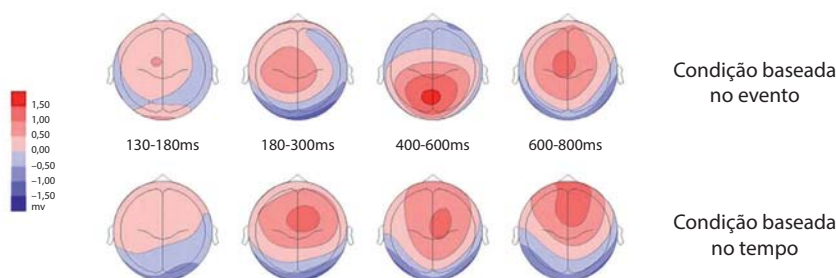 1,50
1,00
0,50
0,00
–0,50
–1,00
–1,50
mv
130-180ms
180-300ms
400-600ms
600-800ms
Condição baseada
no evento
Condição baseada
no tempo